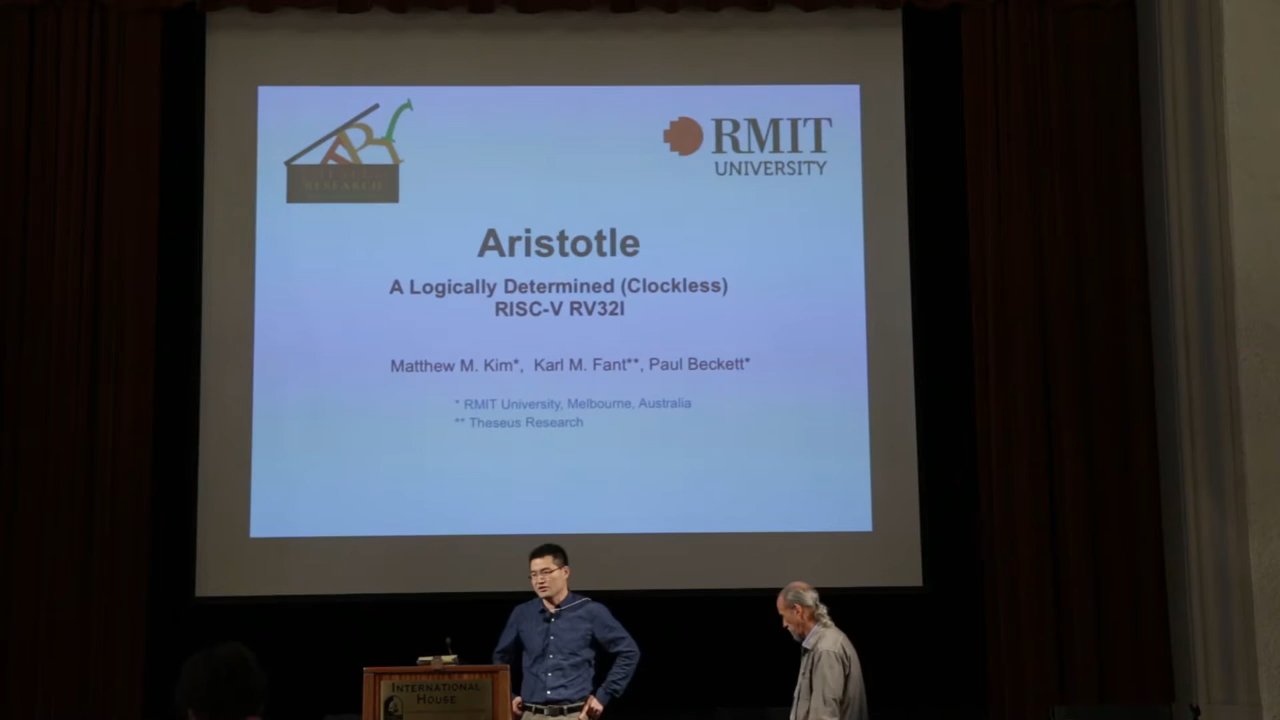 RESEARCH
RMIT
UNIVERSITY
Aristotle
A Logically Determined (Clockless)
RISC-V RV32I
Matthew M. Kim*, Karl M. Fant**, Paul Beckett*
* RMIT University, Melbourne, Australia
** Theseus Research
INTERNATIONAL
HOUSE